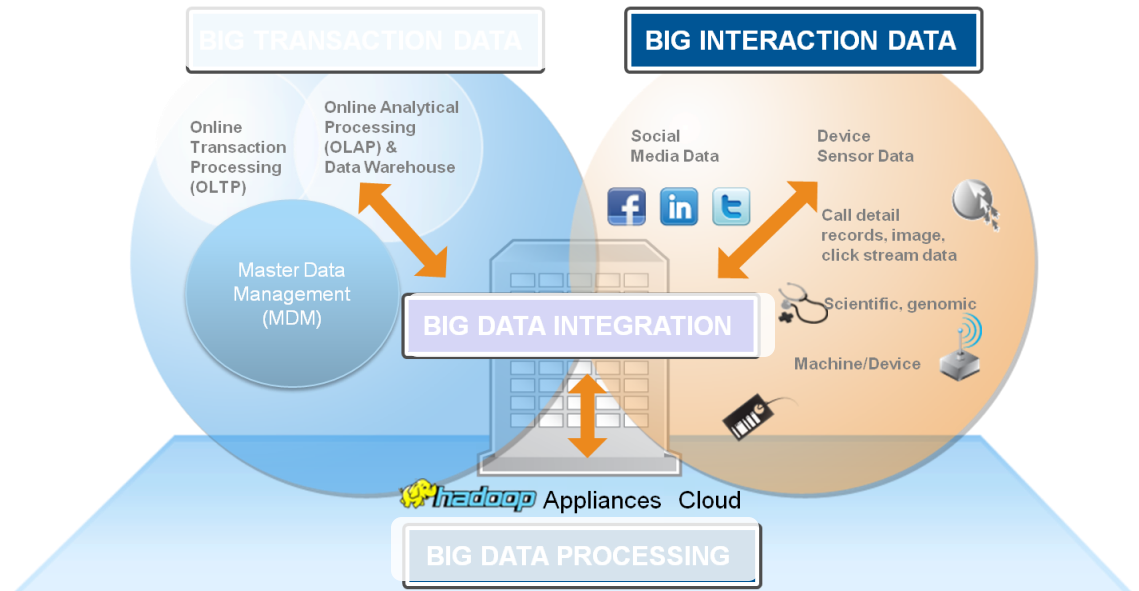 BIG TRANSACTION DATA
BIG INTERACTION DATA
Online
Transaction
Processing
(OLTP)
Online Analytical
Processing
(OLAP) &
Data Warehouse
Master Data
Management
(MDM)
Social
Media Data
f
in
t
Device
Sensor Data
Call detail
records, image,
click stream data
Scientific, genomic
Machine/Device
BIG DATA INTEGRATION
hadoop Appliances Cloud
BIG DATA PROCESSING